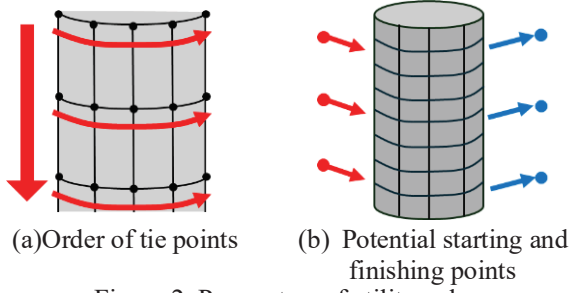 (a)Order of tie points
(b) Potential starting and
finishing points